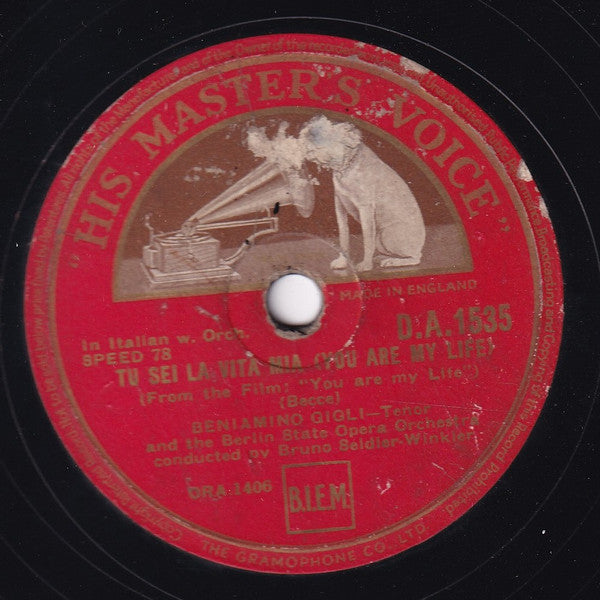 "HIS MASTER'S VOICE"
MADE IN ENGLAND
In Italian w. Orch.
SPEED 78
D.A.1535
TU SEI LA VITA MIA (YOU ARE MY LIFE)
(From the Film: "You are my Life")
(Becce)
BENIAMINO GIGLI—Tenor
and the Berlin State Opera Orchestra
conducted by Bruno Seidler-Winkler
ORA 1406
B.I.E.M.
THE GRAMOPHONE CO., LTD.